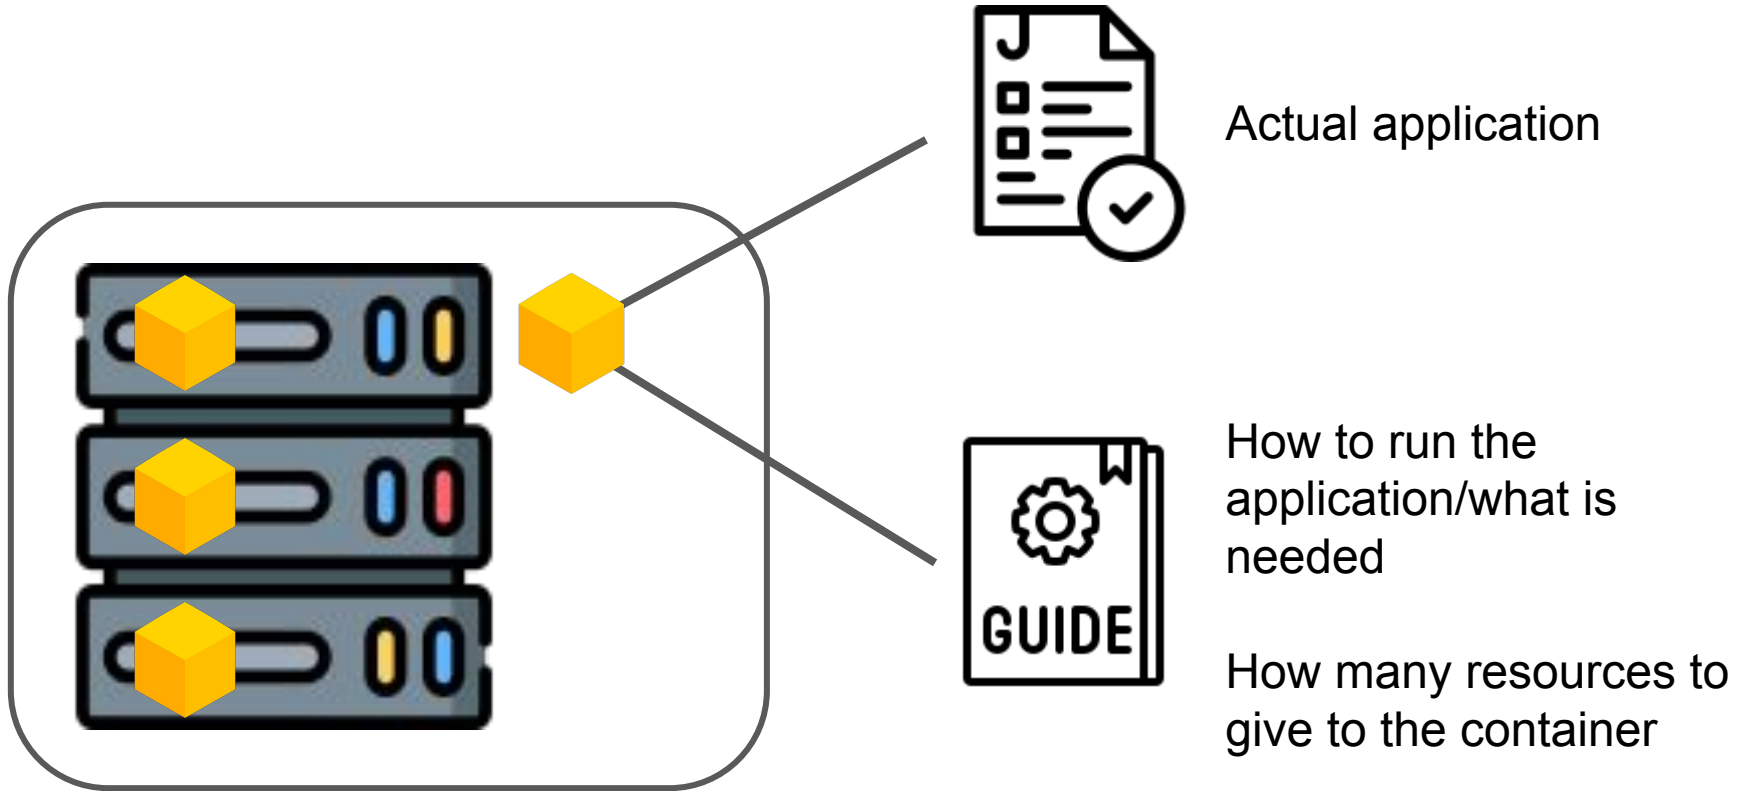 Actual application
How to run the
application/what is
needed
GUIDE
How many resources to
give to the container